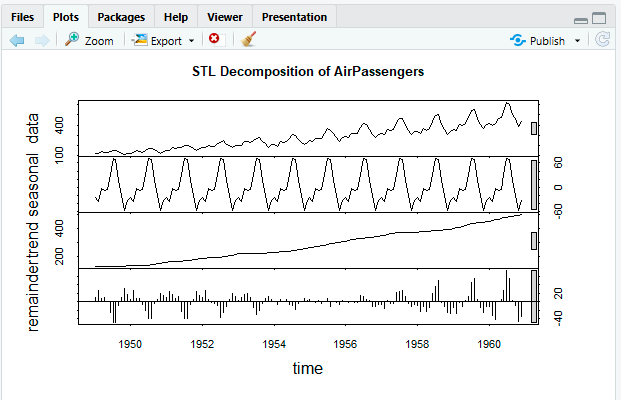 Files Plots Packages Help Viewer Presentation
Zoom Export Publish
STL Decomposition of AirPassengers
data
100 400
seasonal
-60 0 60
trend
200 400
remainder
-40 20
1950 1952 1954 1956 1958 1960
time